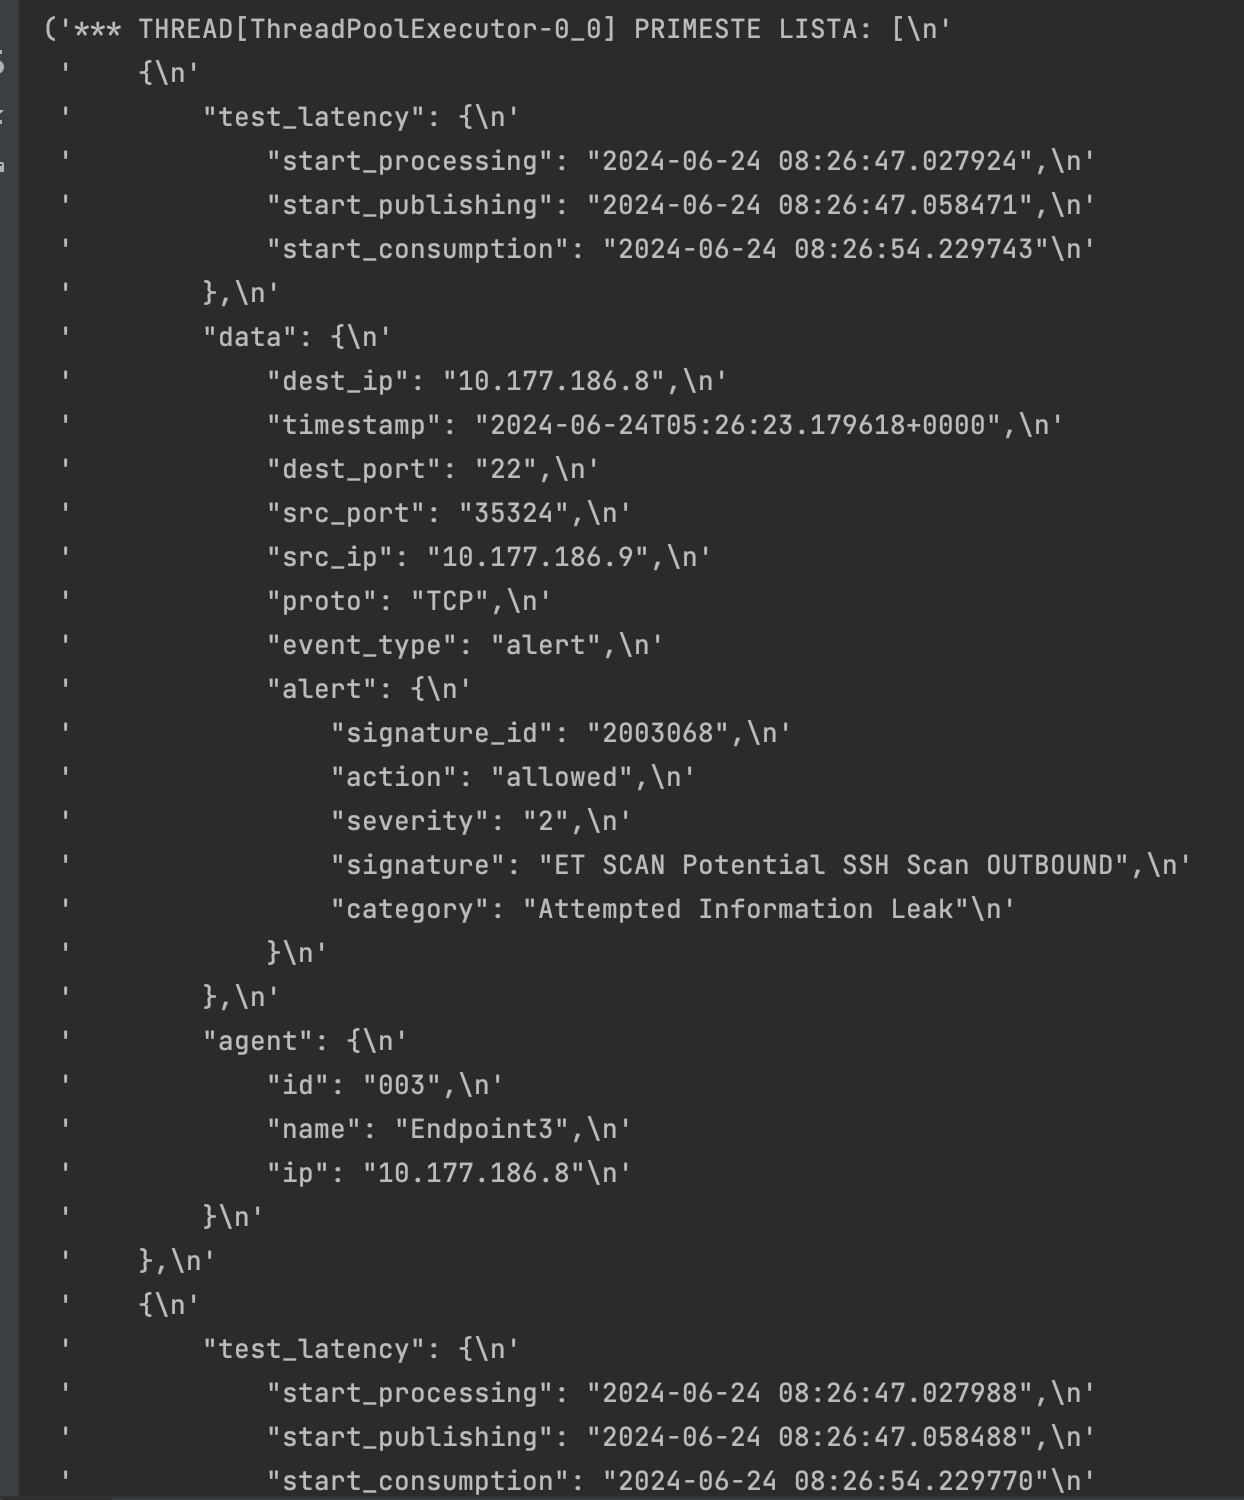 ('*** THREAD[ThreadPoolExecutor-0_0] PRIMESTE LISTA: [\n'
 '    {\n'
 '        "test_latency": {\n'
 '            "start_processing": "2024-06-24 08:26:47.027924",\n'
 '            "start_publishing": "2024-06-24 08:26:47.058471",\n'
 '            "start_consumption": "2024-06-24 08:26:54.229743"\n'
 '        },\n'
 '        "data": {\n'
 '            "dest_ip": "10.177.186.8",\n'
 '            "timestamp": "2024-06-24T05:26:23.179618+0000",\n'
 '            "dest_port": "22",\n'
 '            "src_port": "35324",\n'
 '            "src_ip": "10.177.186.9",\n'
 '            "proto": "TCP",\n'
 '            "event_type": "alert",\n'
 '            "alert": {\n'
 '                "signature_id": "2003068",\n'
 '                "action": "allowed",\n'
 '                "severity": "2",\n'
 '                "signature": "ET SCAN Potential SSH Scan OUTBOUND",\n'
 '                "category": "Attempted Information Leak"\n'
 '            }\n'
 '        },\n'
 '        "agent": {\n'
 '            "id": "003",\n'
 '            "name": "Endpoint3",\n'
 '            "ip": "10.177.186.8"\n'
 '        }\n'
 '    },\n'
 '    {\n'
 '        "test_latency": {\n'
 '            "start_processing": "2024-06-24 08:26:47.027988",\n'
 '            "start_publishing": "2024-06-24 08:26:47.058488",\n'
 '            "start_consumption": "2024-06-24 08:26:54.229770"\n'